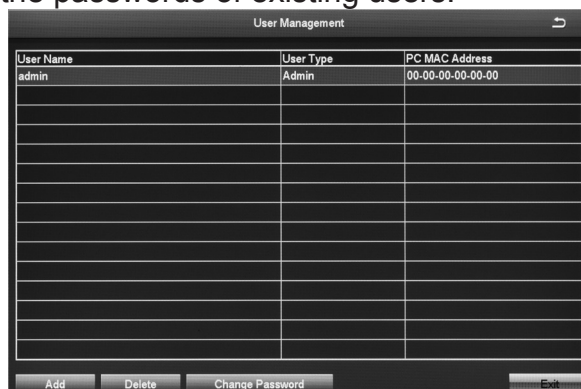 the passwords of existing users.
User Management
User Name User Type PC MAC Address
admin Admin 00-00-00-00-00-00
Add Delete Change Password Exit